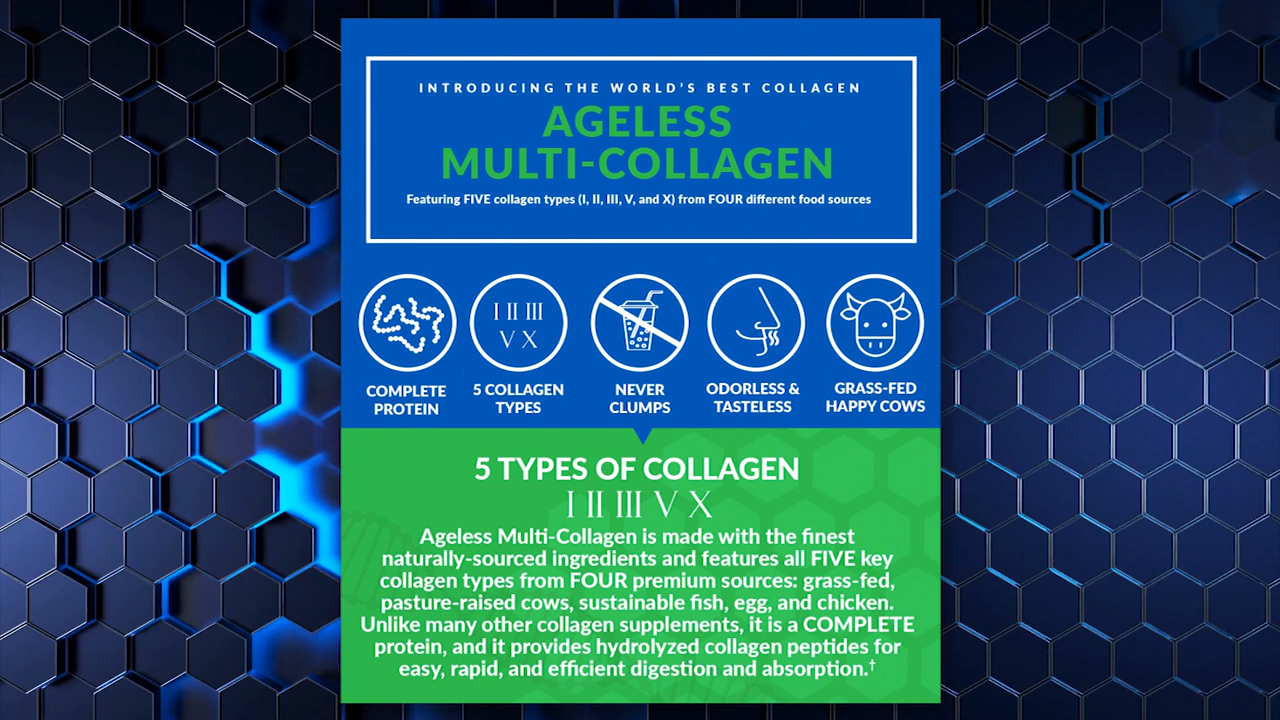 INTRODUCING THE WORLD'S BEST COLLAGEN
AGELESS
MULTI-COLLAGEN
Featuring FIVE collagen types (I, II, III, V, and X) from FOUR different food sources
I II III
V X
COMPLETE
PROTEIN
5 COLLAGEN
TYPES
NEVER
CLUMPS
ODORLESS &
TASTELESS
GRASS-FED
HAPPY COWS
5 TYPES OF COLLAGEN
I II III V X
Ageless Multi-Collagen is made with the finest
naturally-sourced ingredients and features all FIVE key
collagen types from FOUR premium sources: grass-fed,
pasture-raised cows, sustainable fish, egg, and chicken.
Unlike many other collagen supplements, it is a COMPLETE
protein, and it provides hydrolyzed collagen peptides for
easy, rapid, and efficient digestion and absorption.†